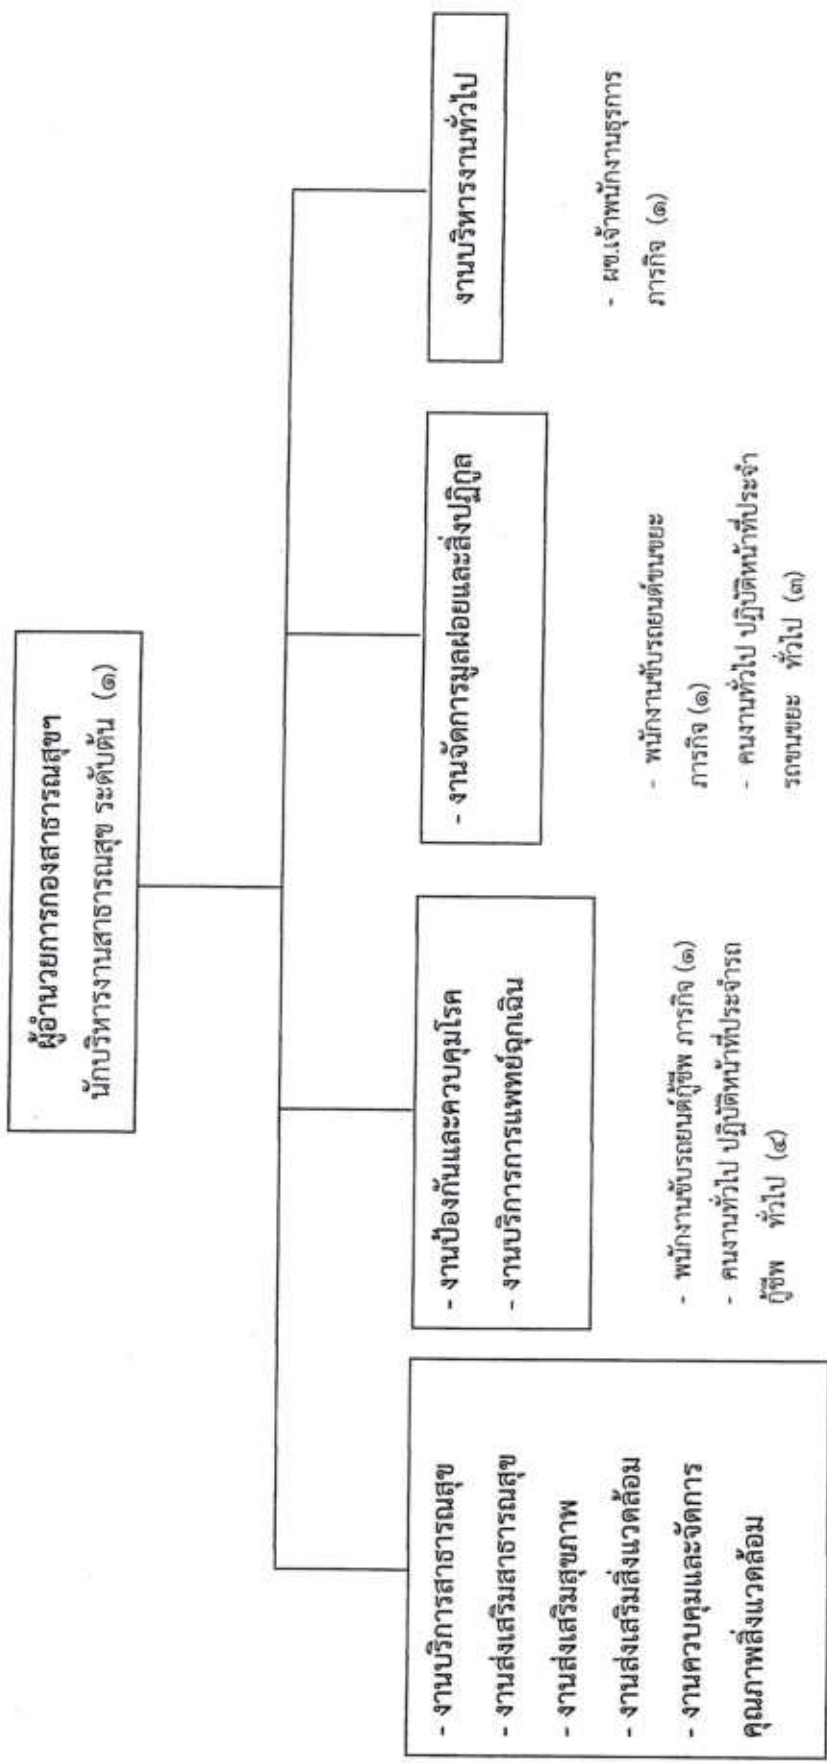 ผู้อำนวยการกองสาธารณสุขฯ
นักบริหารงานสาธารณสุข ระดับต้น (๑)
- งานบริการสาธารณสุข
- งานส่งเสริมสาธารณสุข
- งานส่งเสริมสุขภาพ
- งานส่งเสริมสิ่งแวดล้อม
- งานควบคุมและจัดการ
คุณภาพสิ่งแวดล้อม
- งานป้องกันและควบคุมโรค
- งานบริการการแพทย์ฉุกเฉิน
- พนักงานขับรถยนต์กู้ชีพ ภารกิจ (๑)
- คนงานทั่วไป ปฏิบัติหน้าที่ประจำรถ
กู้ชีพ ทั่วไป (๔)
- งานจัดการมูลฝอยและสิ่งปฏิกูล
- พนักงานขับรถยนต์ขนขยะ
ภารกิจ (๑)
- คนงานทั่วไป ปฏิบัติหน้าที่ประจำ
รถขนขยะ ทั่วไป (๓)
งานบริหารงานทั่วไป
- ผช.เจ้าพนักงานธุรการ
ภารกิจ (๑)